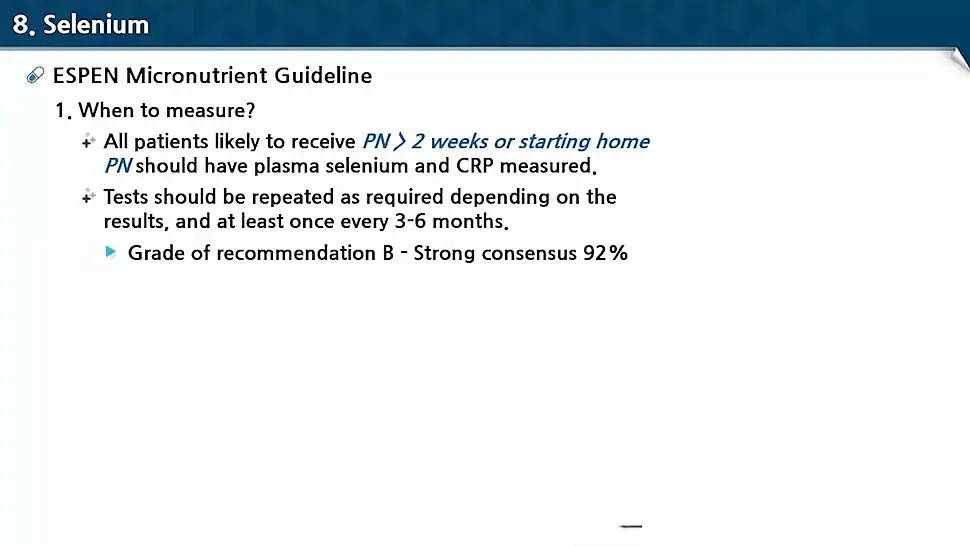 8. Selenium
ESPEN Micronutrient Guideline
1. When to measure?
All patients likely to receive PN > 2 weeks or starting home
PN should have plasma selenium and CRP measured.
Tests should be repeated as required depending on the
results, and at least once every 3-6 months.
Grade of recommendation B - Strong consensus 92%